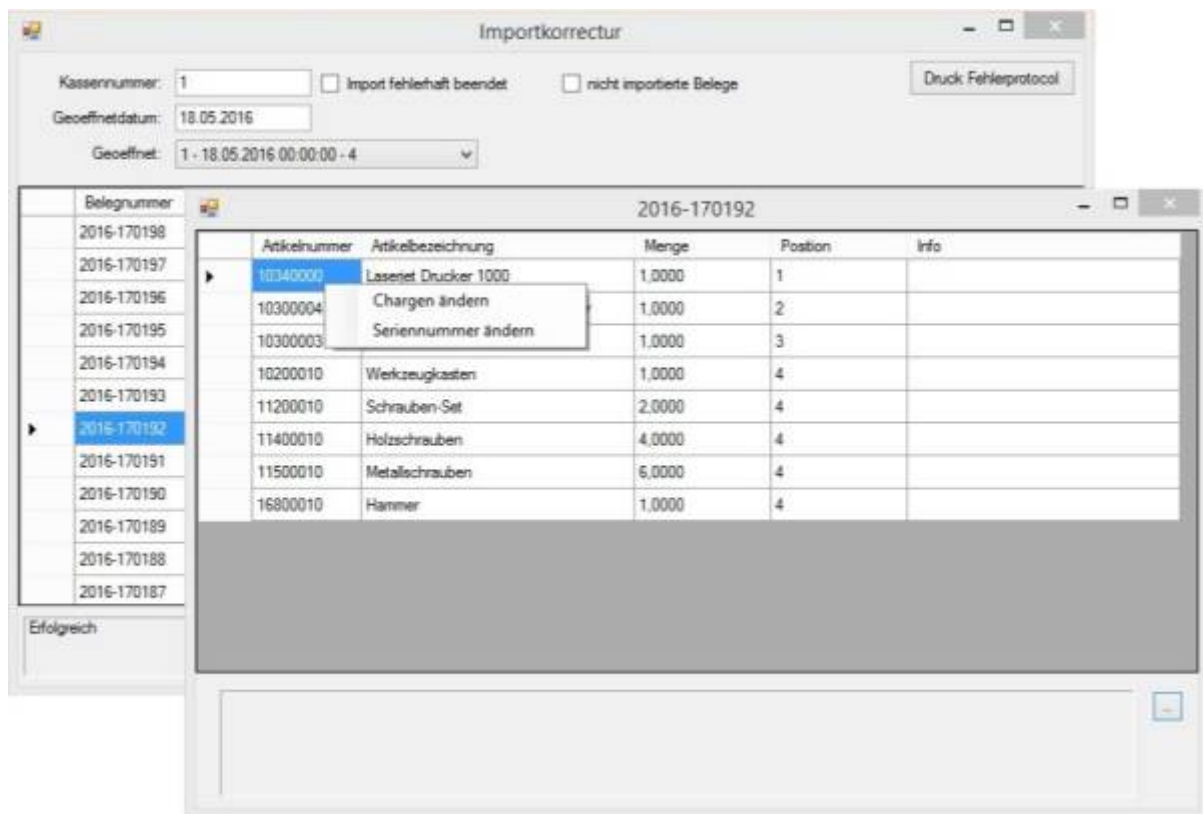 Importkorrectur
Kassennummer: 1 Import fehlerhaft beendet nicht importierte Belege Druck Fehlerprotocol
Geoeffnetdatum: 18.05.2016
Geoeffnet: 1 - 18.05.2016 00:00:00 - 4
Belegnummer
2016-170198
2016-170197
2016-170196
2016-170195
2016-170194
2016-170193
2016-170192
2016-170191
2016-170190
2016-170189
2016-170188
2016-170187
Erfolgreich
2016-170192
Artikelnummer Artikelbezeichnung Menge Postion Info
10340000 Laserjet Drucker 1000 1,0000 1
10300004 1,0000 2
10300003 1,0000 3
Chargen ändern
Seriennummer ändern
10200010 Werkzeugkasten 1,0000 4
11200010 Schrauben-Set 2,0000 4
11400010 Holzschrauben 4,0000 4
11500010 Metallschrauben 6,0000 4
16800010 Hammer 1,0000 4
...